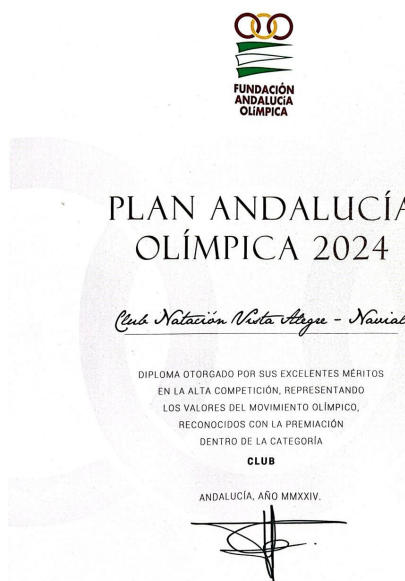 FUNDACIÓN
ANDALUCÍA
OLÍMPICA
PLAN ANDALUCÍA
OLÍMPICA 2024
Club Natación Vista Alegre - Navial
DIPLOMA OTORGADO POR SUS EXCELENTES MÉRITOS
EN LA ALTA COMPETICIÓN, REPRESENTANDO
LOS VALORES DEL MOVIMIENTO OLÍMPICO,
RECONOCIDOS CON LA PREMIACIÓN
DENTRO DE LA CATEGORÍA
CLUB
ANDALUCÍA, AÑO MMXXIV.